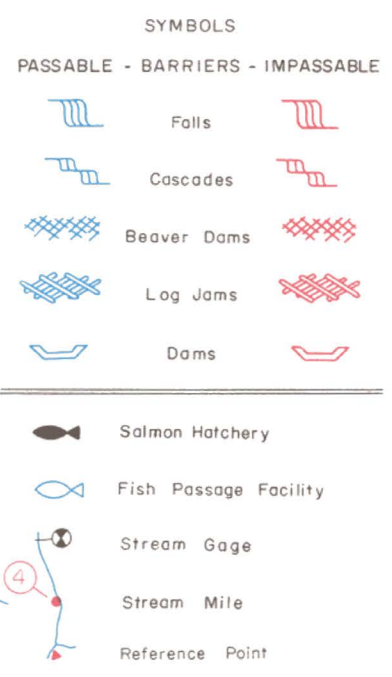 SYMBOLS
PASSABLE - BARRIERS - IMPASSABLE
Falls
Cascades
Beaver Dams
Log Jams
Dams
Salmon Hatchery
Fish Passage Facility
Stream Gage
4
Stream Mile
Reference Point